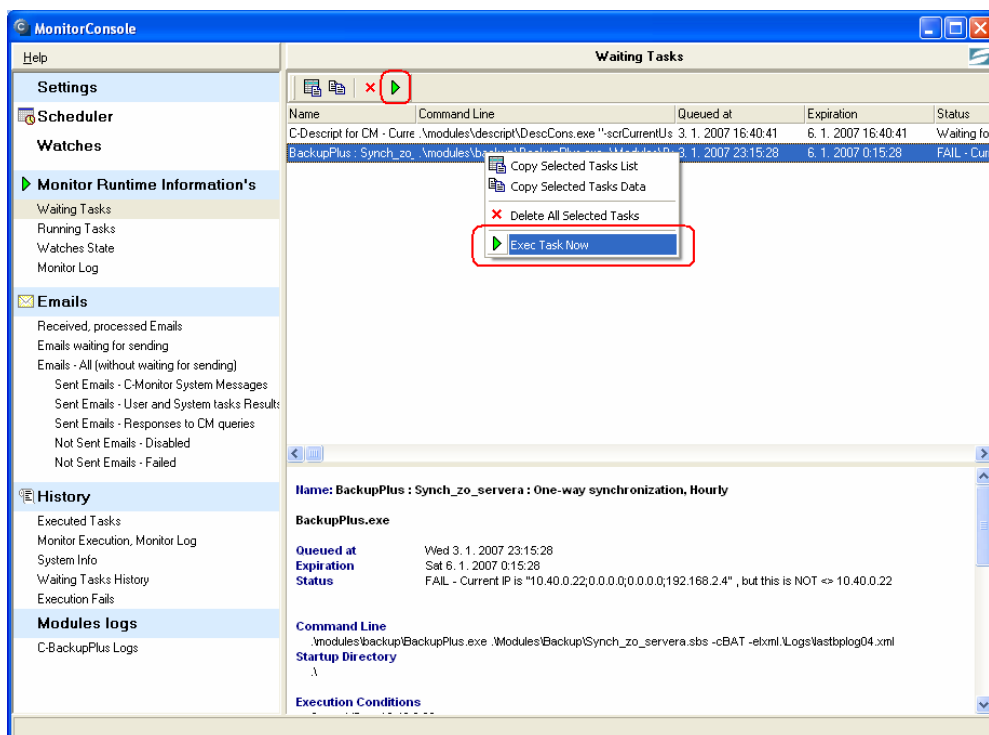 MonitorConsole
Help
Settings
Scheduler
Watches
Monitor Runtime Information's
Waiting Tasks
Running Tasks
Watches State
Monitor Log
Emails
Received, processed Emails
Emails waiting for sending
Emails - All (without waiting for sending)
Sent Emails - C-Monitor System Messages
Sent Emails - User and System tasks Results
Sent Emails - Responses to CM queries
Not Sent Emails - Disabled
Not Sent Emails - Failed
History
Executed Tasks
Monitor Execution, Monitor Log
System Info
Waiting Tasks History
Execution Fails
Modules logs
C-BackupPlus Logs
Waiting Tasks
Name Command Line Queued at Expiration Status
C-Descript for CM - Curre .\modules\descript\DescCons.exe "-scrCurrentUs 3. 1. 2007 16:40:41 6. 1. 2007 16:40:41 Waiting fo
BackupPlus : Synch_zo_ .\modules\backup\BackupPlus.exe .\Modules\B 3. 1. 2007 23:15:28 6. 1. 2007 0:15:28 FAIL - Curr
Copy Selected Tasks List
Copy Selected Tasks Data
Delete All Selected Tasks
Exec Task Now
Name: BackupPlus : Synch_zo_servera : One-way synchronization, Hourly
BackupPlus.exe
Queued at Wed 3. 1. 2007 23:15:28
Expiration Sat 6. 1. 2007 0:15:28
Status FAIL - Current IP is "10.40.0.22;0.0.0.0;0.0.0.0;192.168.2.4" , but this is NOT <> 10.40.0.22
Command Line
.\modules\backup\BackupPlus.exe .\Modules\Backup\Synch_zo_servera.sbs -cBAT -elxml.\Logs\lastbplog04.xml
Startup Directory
.\
Execution Conditions